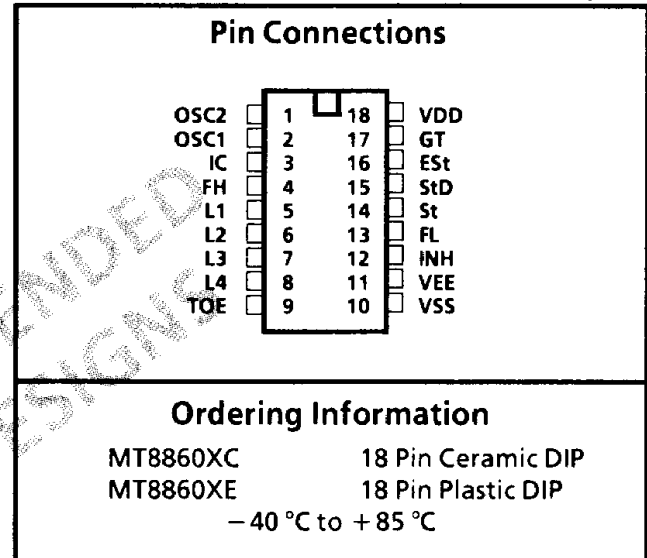 Pin Connections
OSC2 1 18 VDD
OSC1 2 17 GT
IC 3 16 ESt
FH 4 15 StD
L1 5 14 St
L2 6 13 FL
L3 7 12 INH
L4 8 11 VEE
TOE 9 10 VSS
ENDED
ESIGNS
Ordering Information
MT8860XC 18 Pin Ceramic DIP
MT8860XE 18 Pin Plastic DIP
−40 °C to +85 °C